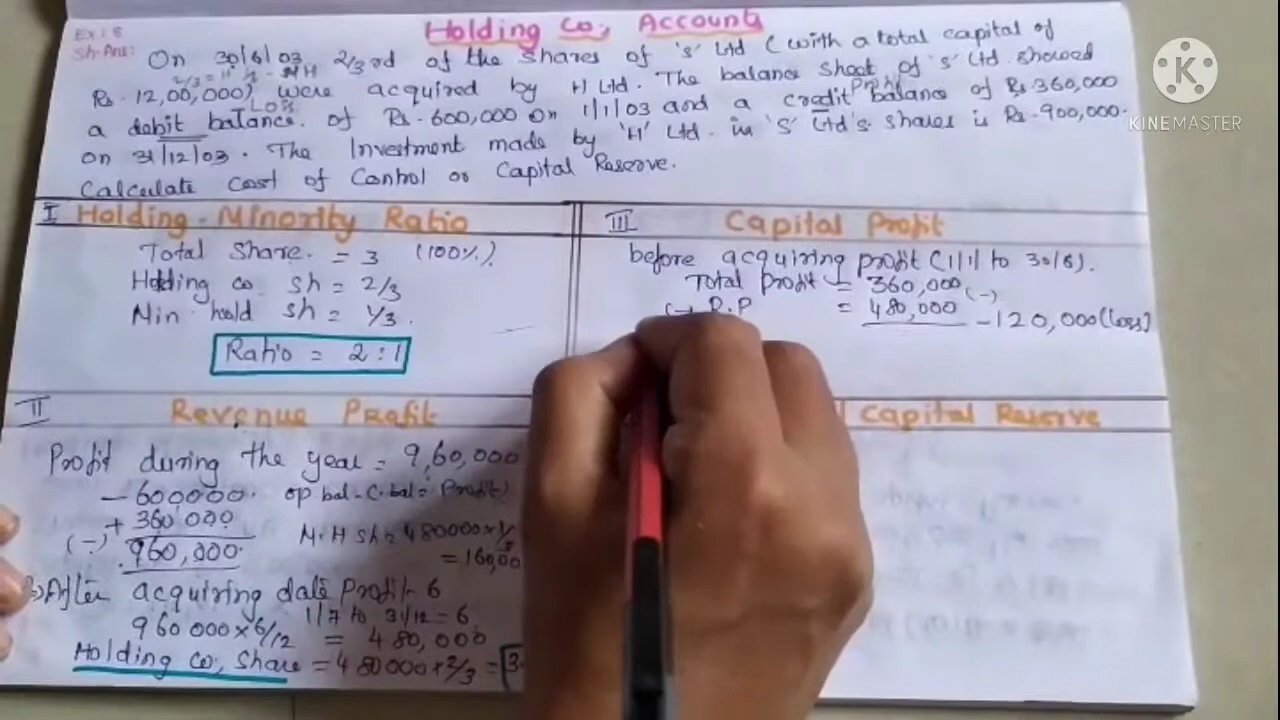 Ex: 8
Holding Co, Accounts
Sh-Ans:
On 30/6/03 2/3rd of the shares of 'S' Ltd (with a total capital of
Rs. 12,00,000) were acquired by H Ltd. The balance sheet of 'S' Ltd. showed
Loss
Profit
a debit balance. of Rs. 600,000 on 1/1/03 and a credit balance of Rs. 360,000
on 31/12/03. The Investment made by 'H' Ltd. in 'S' Ltd's shares is Rs. 900,000.
Calculate cost of Control or Capital Reserve.
I Holding-Minority Ratio
Total Share = 3 (100%).
Holding co. sh = 2/3
Min. hold sh = 1/3.
Ratio = 2:1
III Capital Profit
before acquiring profit (1/1 to 30/6).
Total profit = 360,000
(-) R.P = 480,000 (-)
-120,000 (Loss)
II Revenue Profit
Profit during the year = 9,60,000
-600000. op bal - C. bal = Profit)
+ 360 000
(-) 960,000.
M.H sh = 480000 x 1/3
= 160,00
After acquiring date Profit - 6
1/7 to 31/12 = 6
960 000 x 6/12 = 480,000
Holding co, Share = 480000 x 2/3 = 3
Capital Reserve
KINEMASTER